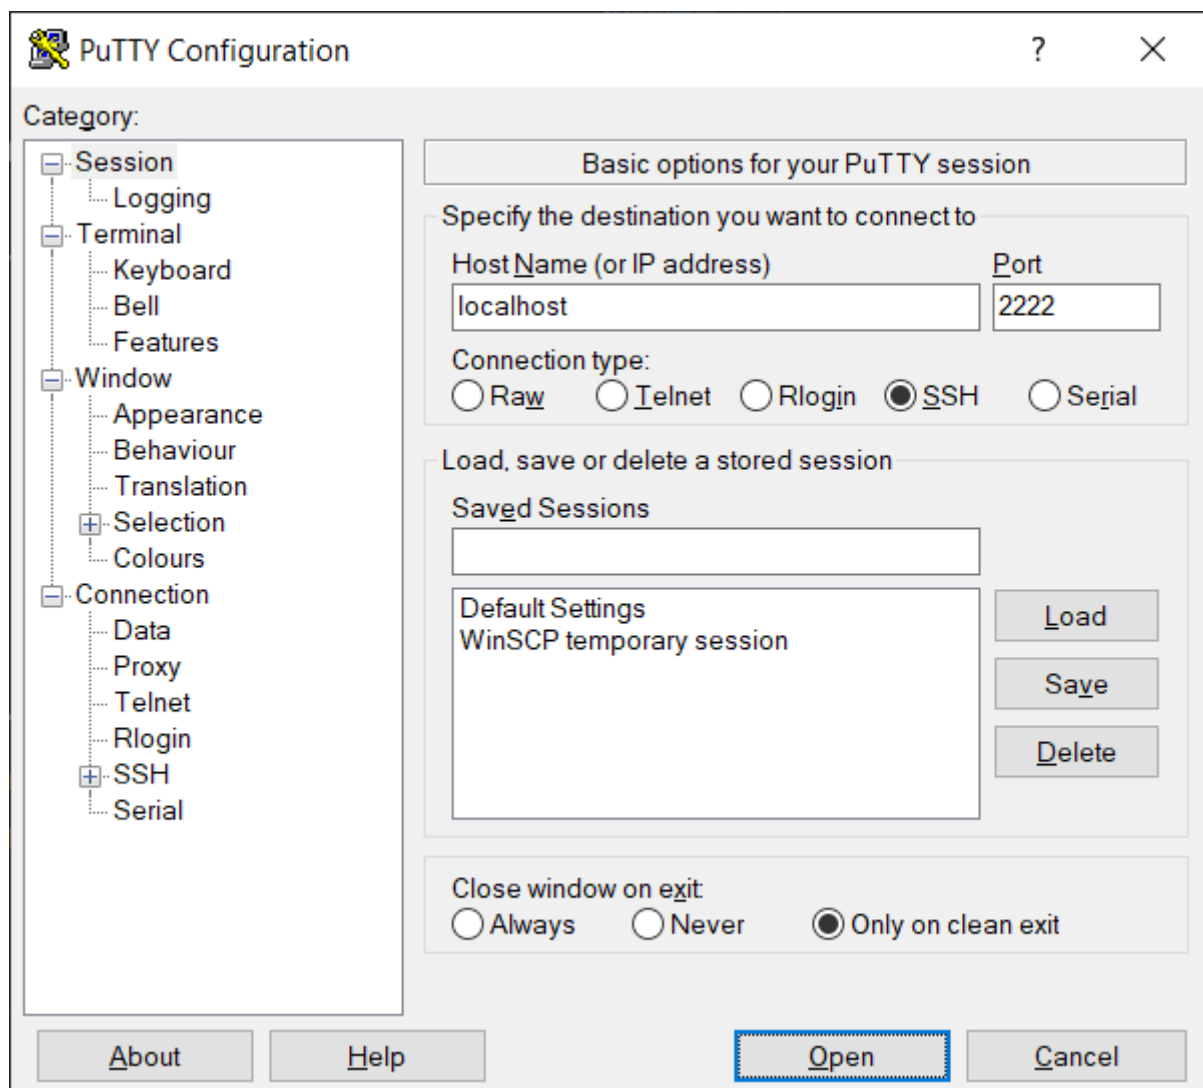 PuTTY Configuration
?
Category:
Session
Logging
Terminal
Keyboard
Bell
Features
Window
Appearance
Behaviour
Translation
Selection
Colours
Connection
Data
Proxy
Telnet
Rlogin
SSH
Serial
Basic options for your PuTTY session
Specify the destination you want to connect to
Host Name (or IP address) Port
localhost 2222
Connection type:
Raw Telnet Rlogin SSH Serial
Load, save or delete a stored session
Saved Sessions
Default Settings
WinSCP temporary session
Load
Save
Delete
Close window on exit:
Always Never Only on clean exit
About Help Open Cancel